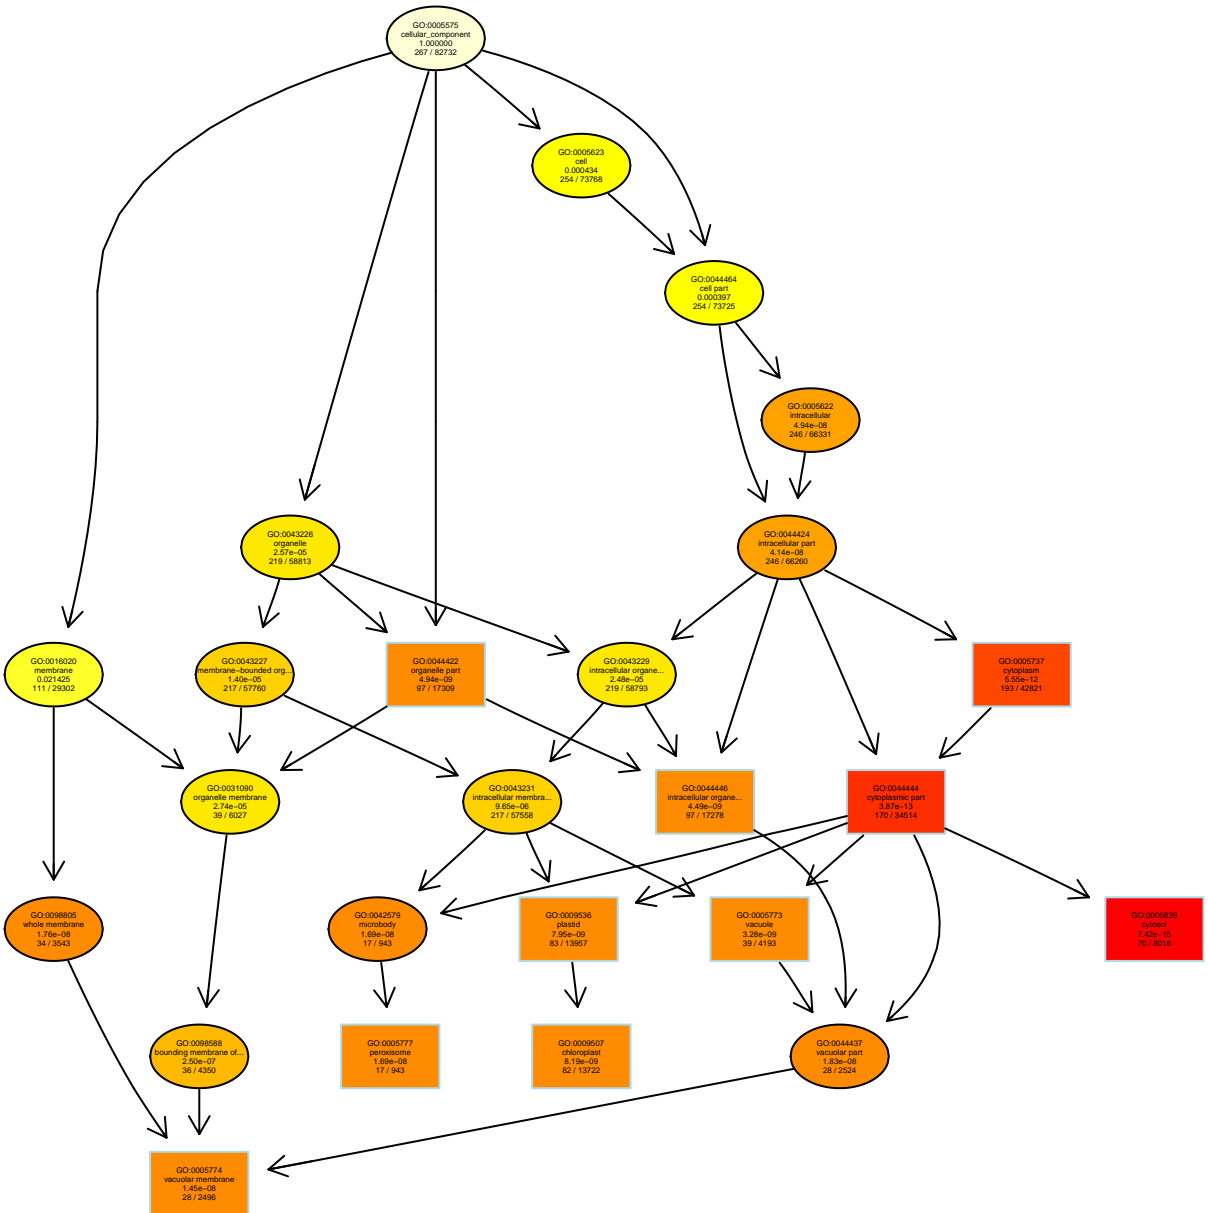 GO:0005575
cellular_component
1.000000
267 / 82732
GO:0005623
cell
0.000434
254 / 73768
GO:0044464
cell part
0.000397
254 / 73725
GO:0005622
intracellular
4.94e−08
246 / 66331
GO:0043226
organelle
2.57e−05
219 / 58813
GO:0044424
intracellular part
4.14e−08
246 / 66260
GO:0016020
membrane
0.021425
111 / 29302
GO:0043227
membrane−bounded org...
1.40e−05
217 / 57760
GO:0044422
organelle part
4.94e−09
97 / 17309
GO:0043229
intracellular organe...
2.48e−05
219 / 58793
GO:0005737
cytoplasm
5.55e−12
193 / 42821
GO:0031090
organelle membrane
2.74e−05
39 / 6027
GO:0043231
intracellular membra...
9.65e−06
217 / 57558
GO:0044446
intracellular organe...
4.49e−09
97 / 17278
GO:0044444
cytoplasmic part
3.87e−13
170 / 34514
GO:0098805
whole membrane
1.76e−08
34 / 3543
GO:0042579
microbody
1.69e−08
17 / 943
GO:0009536
plastid
7.95e−09
83 / 13957
GO:0005773
vacuole
3.28e−09
39 / 4193
GO:0005829
cytosol
7.42e−15
70 / 8016
GO:0098588
bounding membrane of...
2.50e−07
36 / 4350
GO:0005777
peroxisome
1.69e−08
17 / 943
GO:0009507
chloroplast
8.19e−09
82 / 13722
GO:0044437
vacuolar part
1.83e−08
28 / 2524
GO:0005774
vacuolar membrane
1.45e−08
28 / 2496